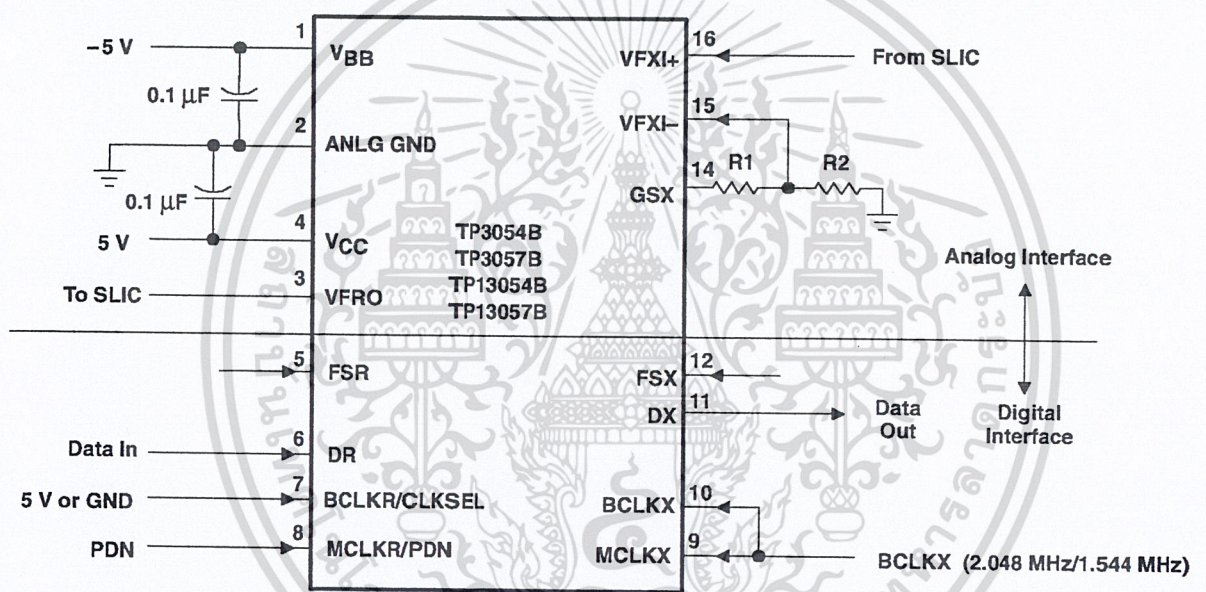 -5 V
1
VBB
0.1 µF
2
ANLG GND
0.1 µF
4
5 V
VCC
3
To SLIC
VFRO
TP3054B
TP3057B
TP13054B
TP13057B
16
VFXI+
From SLIC
15
VFXI–
14
R1
R2
GSX
Analog Interface
5
FSR
12
FSX
11
DX
Data
Out
Digital
Interface
6
Data In
DR
7
5 V or GND
BCLKR/CLKSEL
8
PDN
MCLKR/PDN
10
BCLKX
9
MCLKX
BCLKX (2.048 MHz/1.544 MHz)